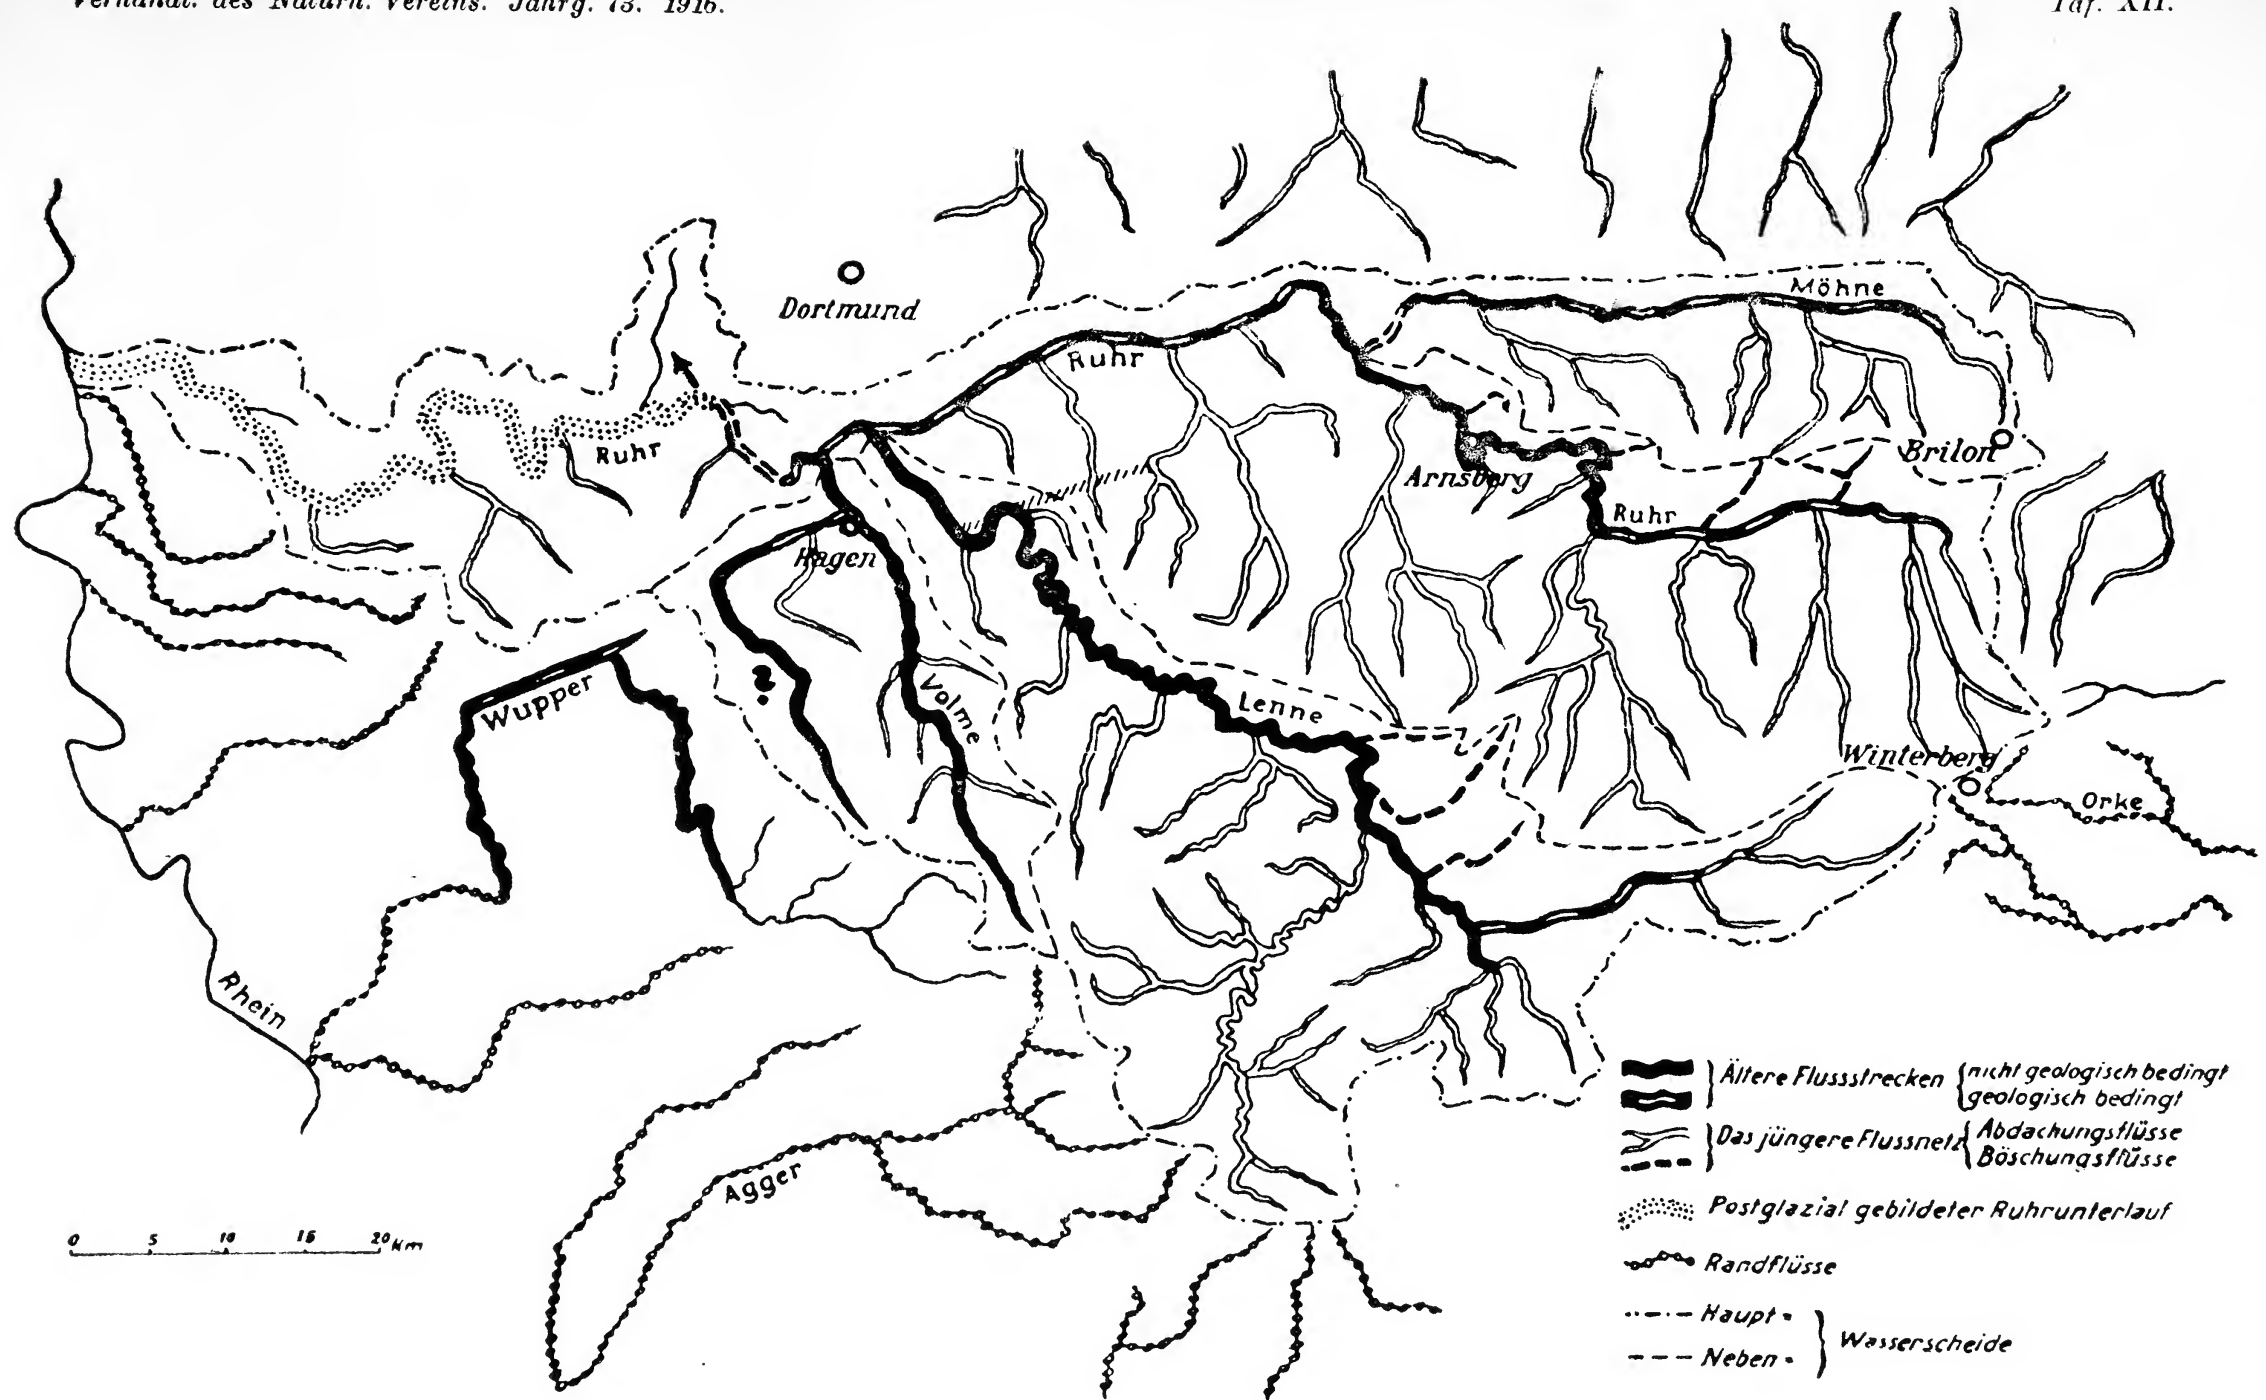 Verhandl. des Naturh. Vereins. Jahrg. 73. 1916.
Taf. XII.
Dortmund
Möhne
Ruhr
Ruhr
Brilon
Arnsberg
Ruhr
Hagen
?
Wupper
Volme
Lenne
Winterberg
Orke
Rhein
Agger
Ältere Flussstrecken
nicht geologisch bedingt
geologisch bedingt
Das jüngere Flussnetz
Abdachungsflüsse
Böschungsflüsse
Postglazial gebildeter Ruhrunterlauf
Randflüsse
Haupt-
Neben-
Wasserscheide
0 5 10 15 20 Km